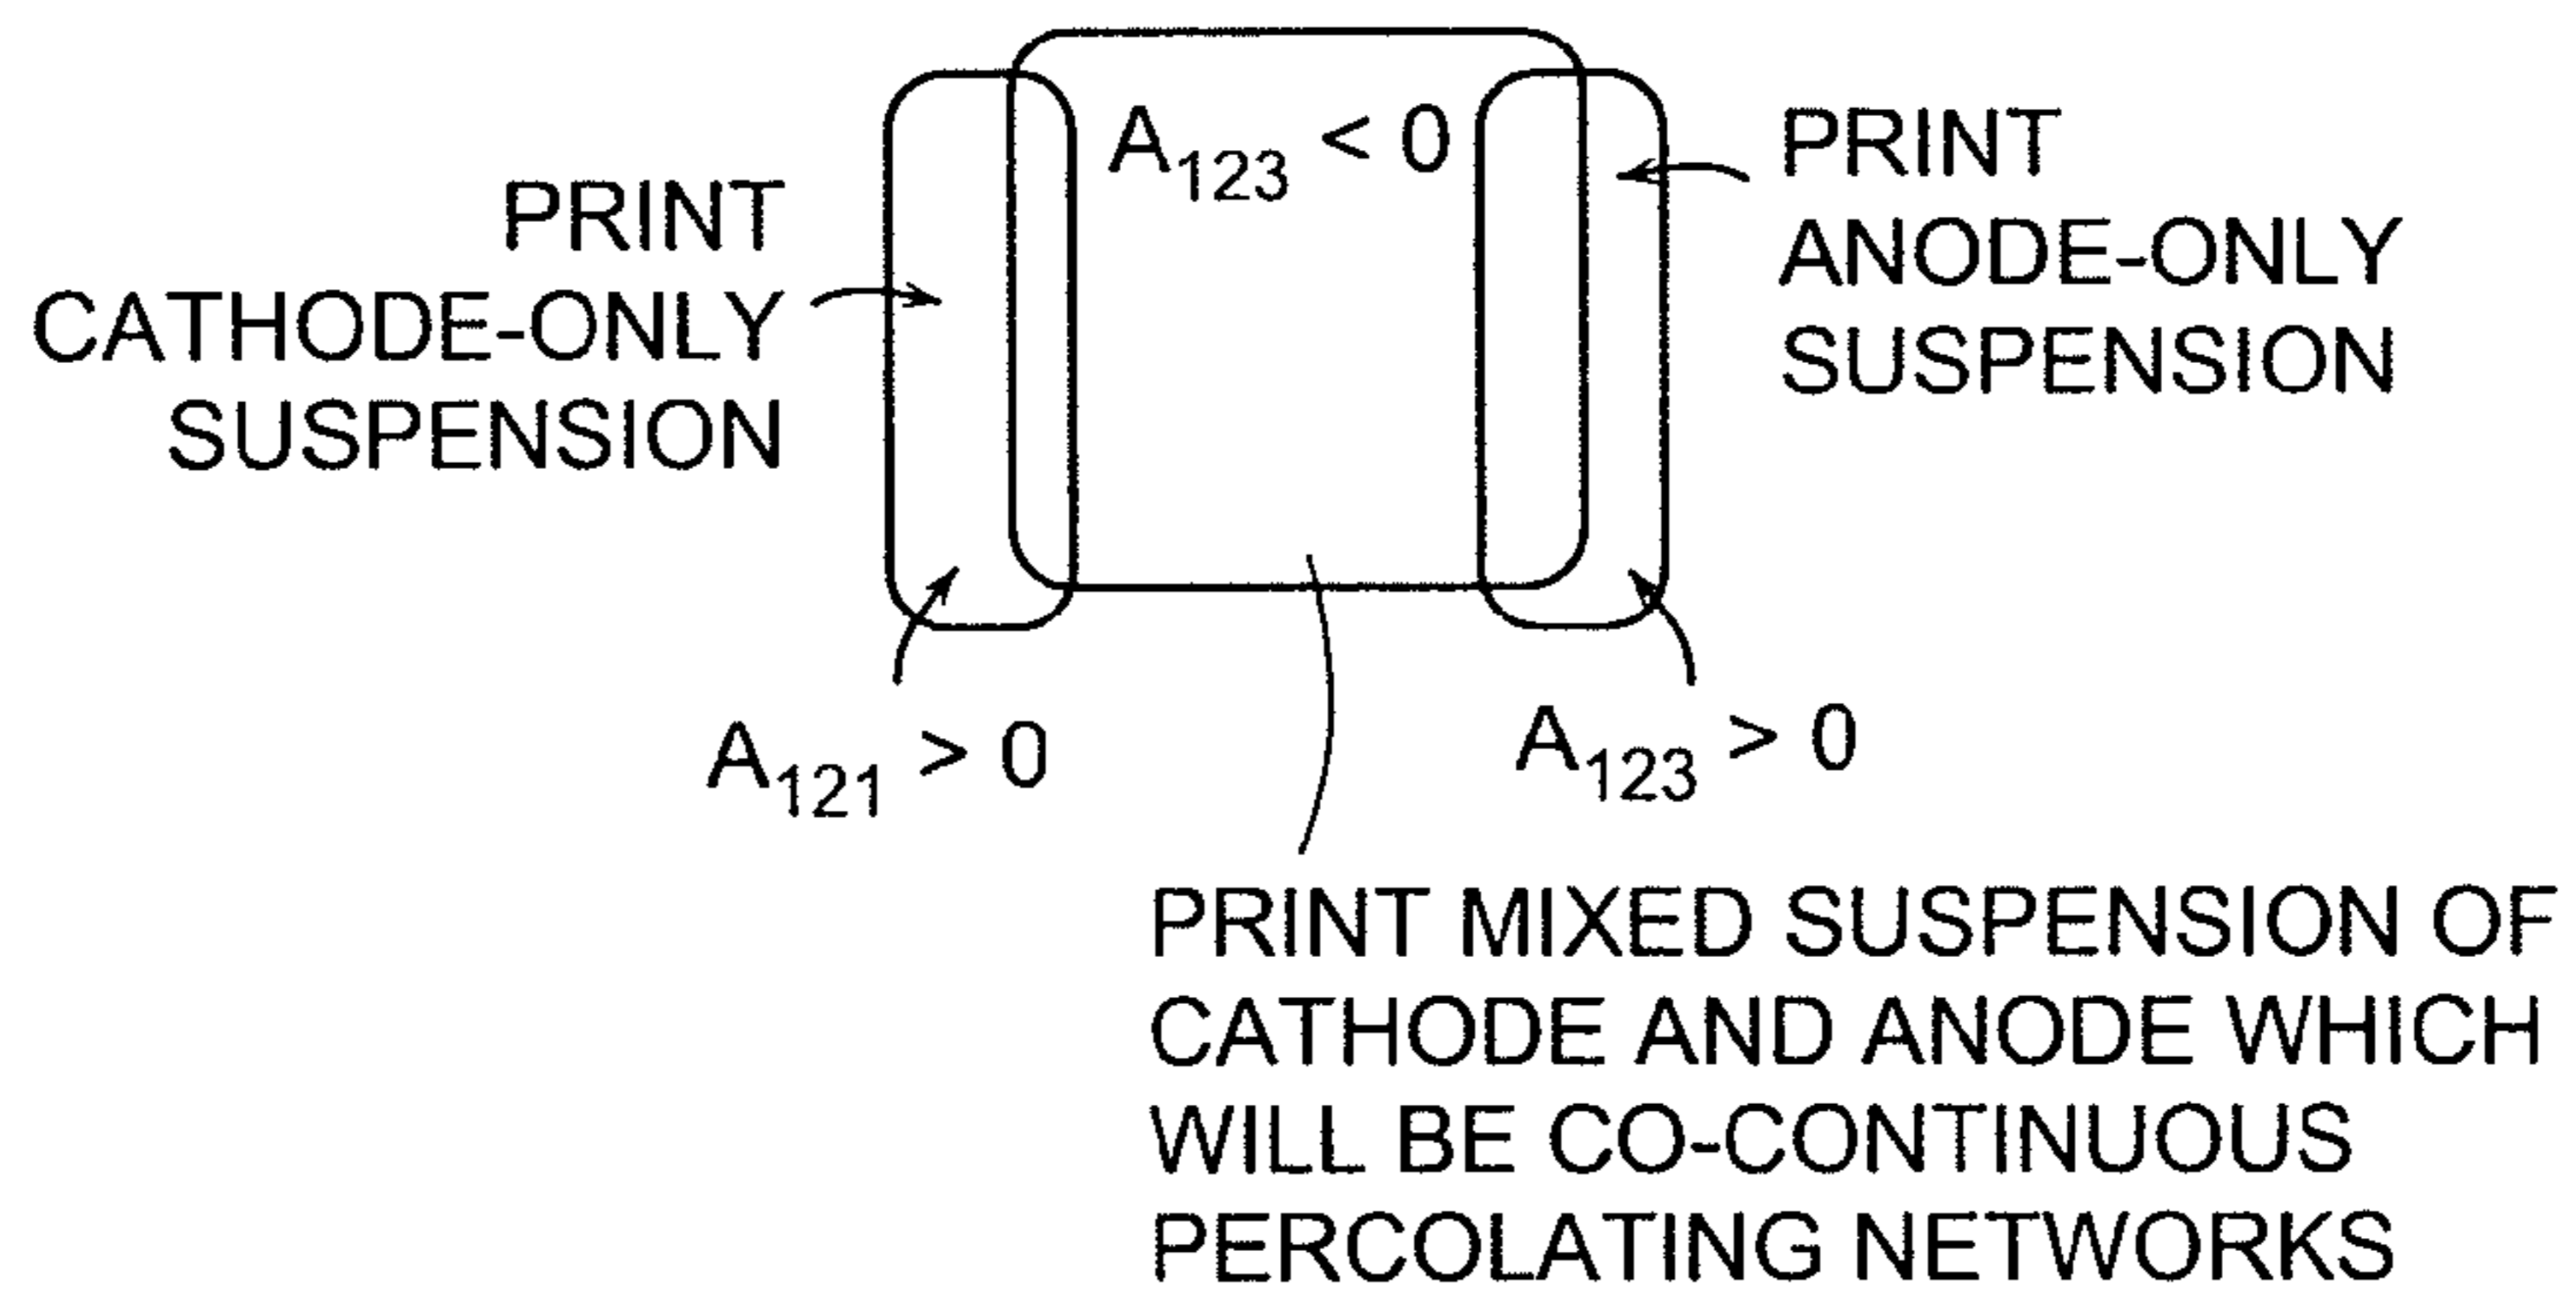 A₁₂₃ < 0
PRINT
CATHODE-ONLY
SUSPENSION
PRINT
ANODE-ONLY
SUSPENSION
A₁₂₁ > 0
A₁₂₃ > 0
PRINT MIXED SUSPENSION OF
CATHODE AND ANODE WHICH
WILL BE CO-CONTINUOUS
PERCOLATING NETWORKS